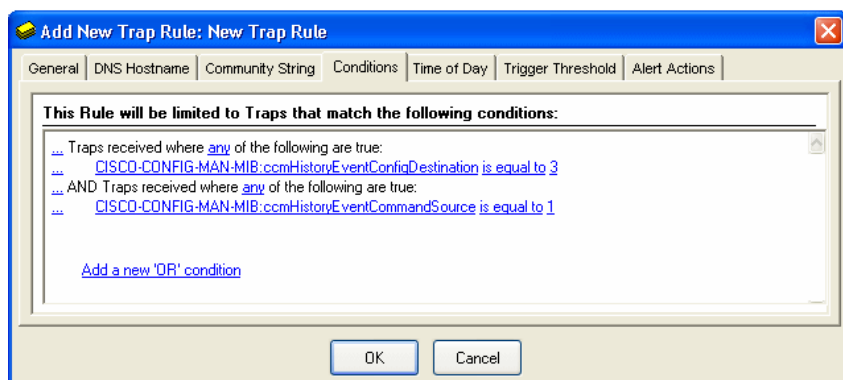 Add New Trap Rule: New Trap Rule
General DNS Hostname Community String Conditions Time of Day Trigger Threshold Alert Actions
This Rule will be limited to Traps that match the following conditions:
... Traps received where any of the following are true:
... CISCO-CONFIG-MAN-MIB:ccmHistoryEventConfigDestination is equal to 3
... AND Traps received where any of the following are true:
... CISCO-CONFIG-MAN-MIB:ccmHistoryEventCommandSource is equal to 1
Add a new 'OR' condition
OK Cancel